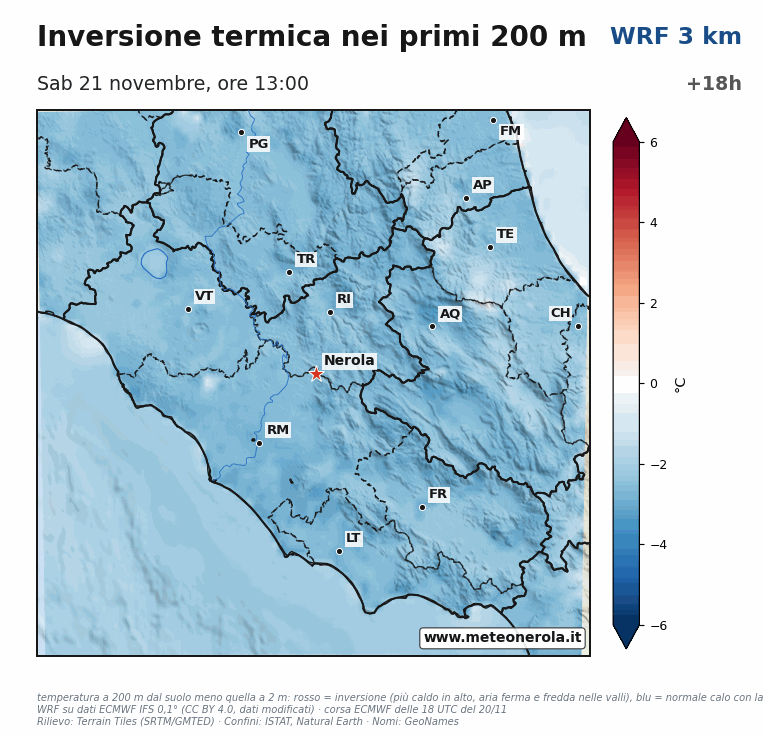 Inversione termica nei primi 200 m WRF 3 km
Sab 21 novembre, ore 13:00 +18h
FM
PG
AP
TE
TR
VT
RI
AQ
CH
Nerola
RM
FR
LT
6
4
2
0
−2
−4
−6
°C
www.meteonerola.it
temperatura a 200 m dal suolo meno quella a 2 m: rosso = inversione (più caldo in alto, aria ferma e fredda nelle valli), blu = normale calo con la
WRF su dati ECMWF IFS 0,1° (CC BY 4.0, dati modificati) · corsa ECMWF delle 18 UTC del 20/11
Rilievo: Terrain Tiles (SRTM/GMTED) · Confini: ISTAT, Natural Earth · Nomi: GeoNames